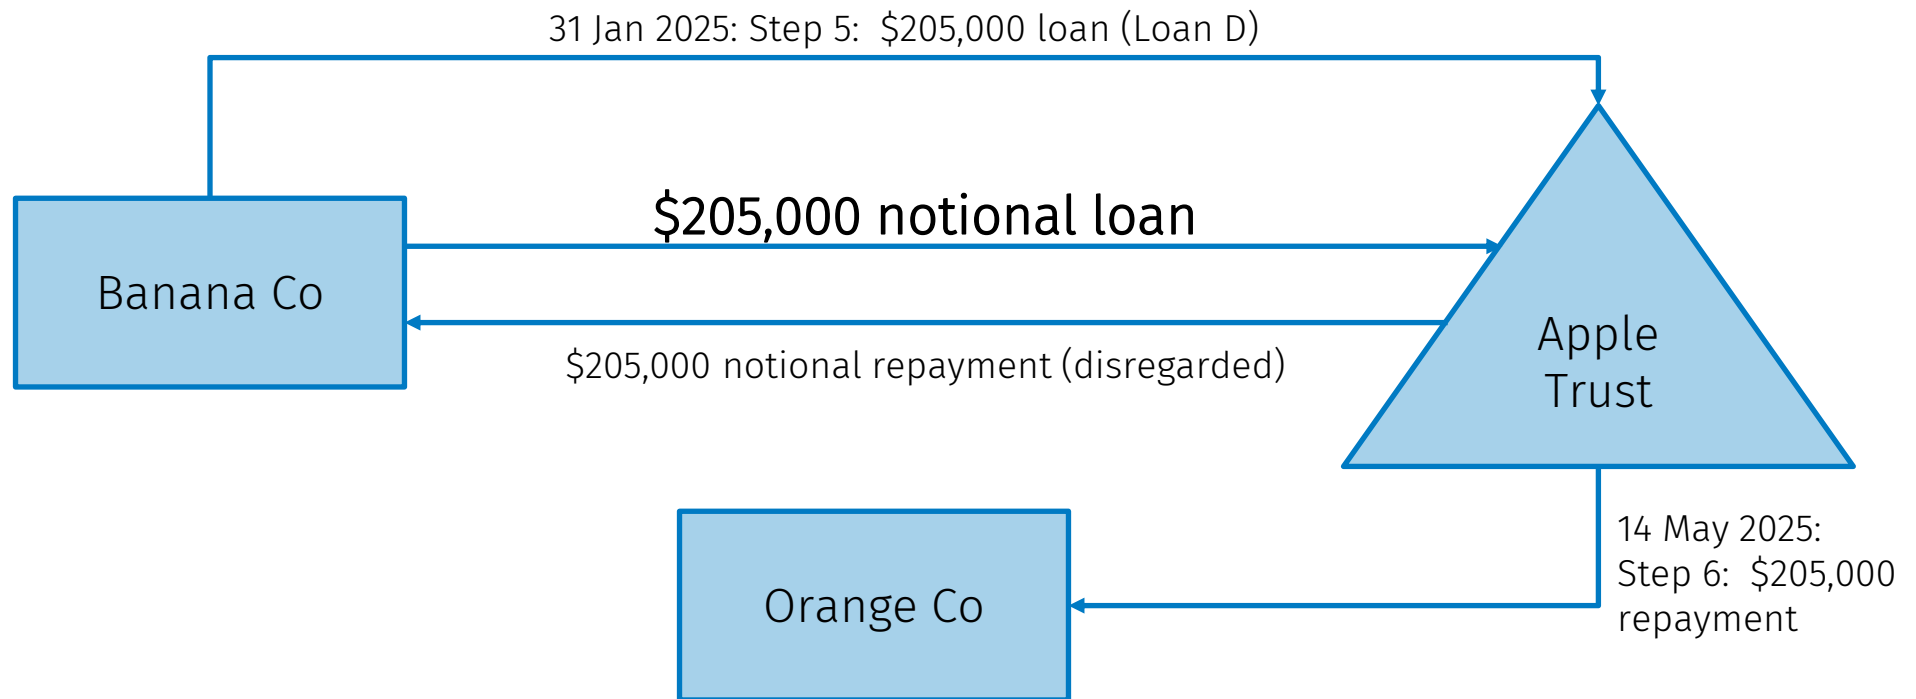 31 Jan 2025: Step 5:  $205,000 loan (Loan D)
$205,000 notional loan
Banana Co
$205,000 notional repayment (disregarded)
Apple
Trust
14 May 2025:
Step 6:  $205,000
repayment
Orange Co